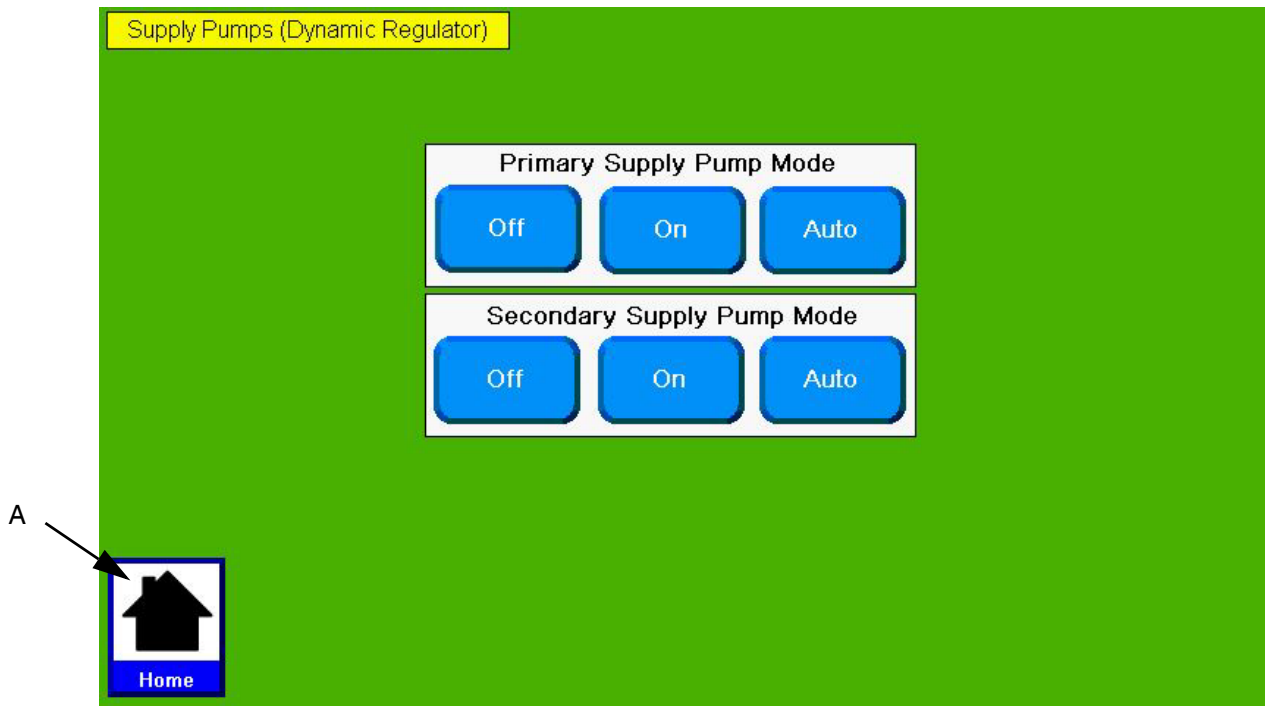 Supply Pumps (Dynamic Regulator)
Primary Supply Pump Mode
Off On Auto
Secondary Supply Pump Mode
Off On Auto
A
Home